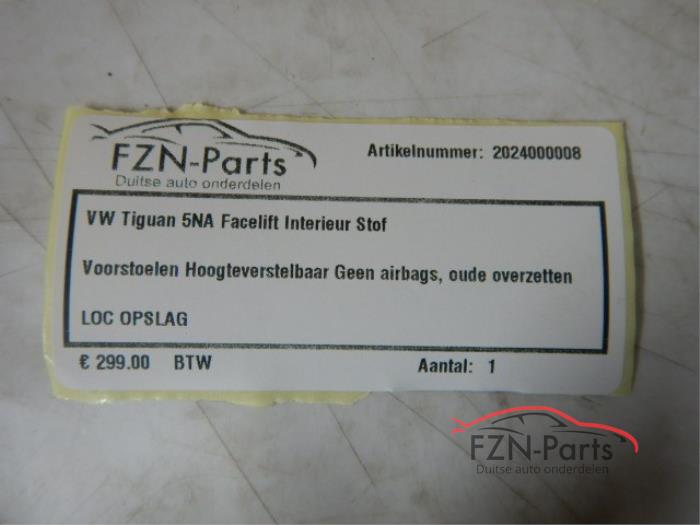 FZN-Parts
Duitse auto onderdelen
Artikelnummer: 2024000008
VW Tiguan 5NA Facelift Interieur Stof
Voorstoelen Hoogteverstelbaar Geen airbags, oude overzetten
LOC OPSLAG
€ 299.00 BTW
Aantal: 1
FZN-Parts
Duitse auto onderdelen